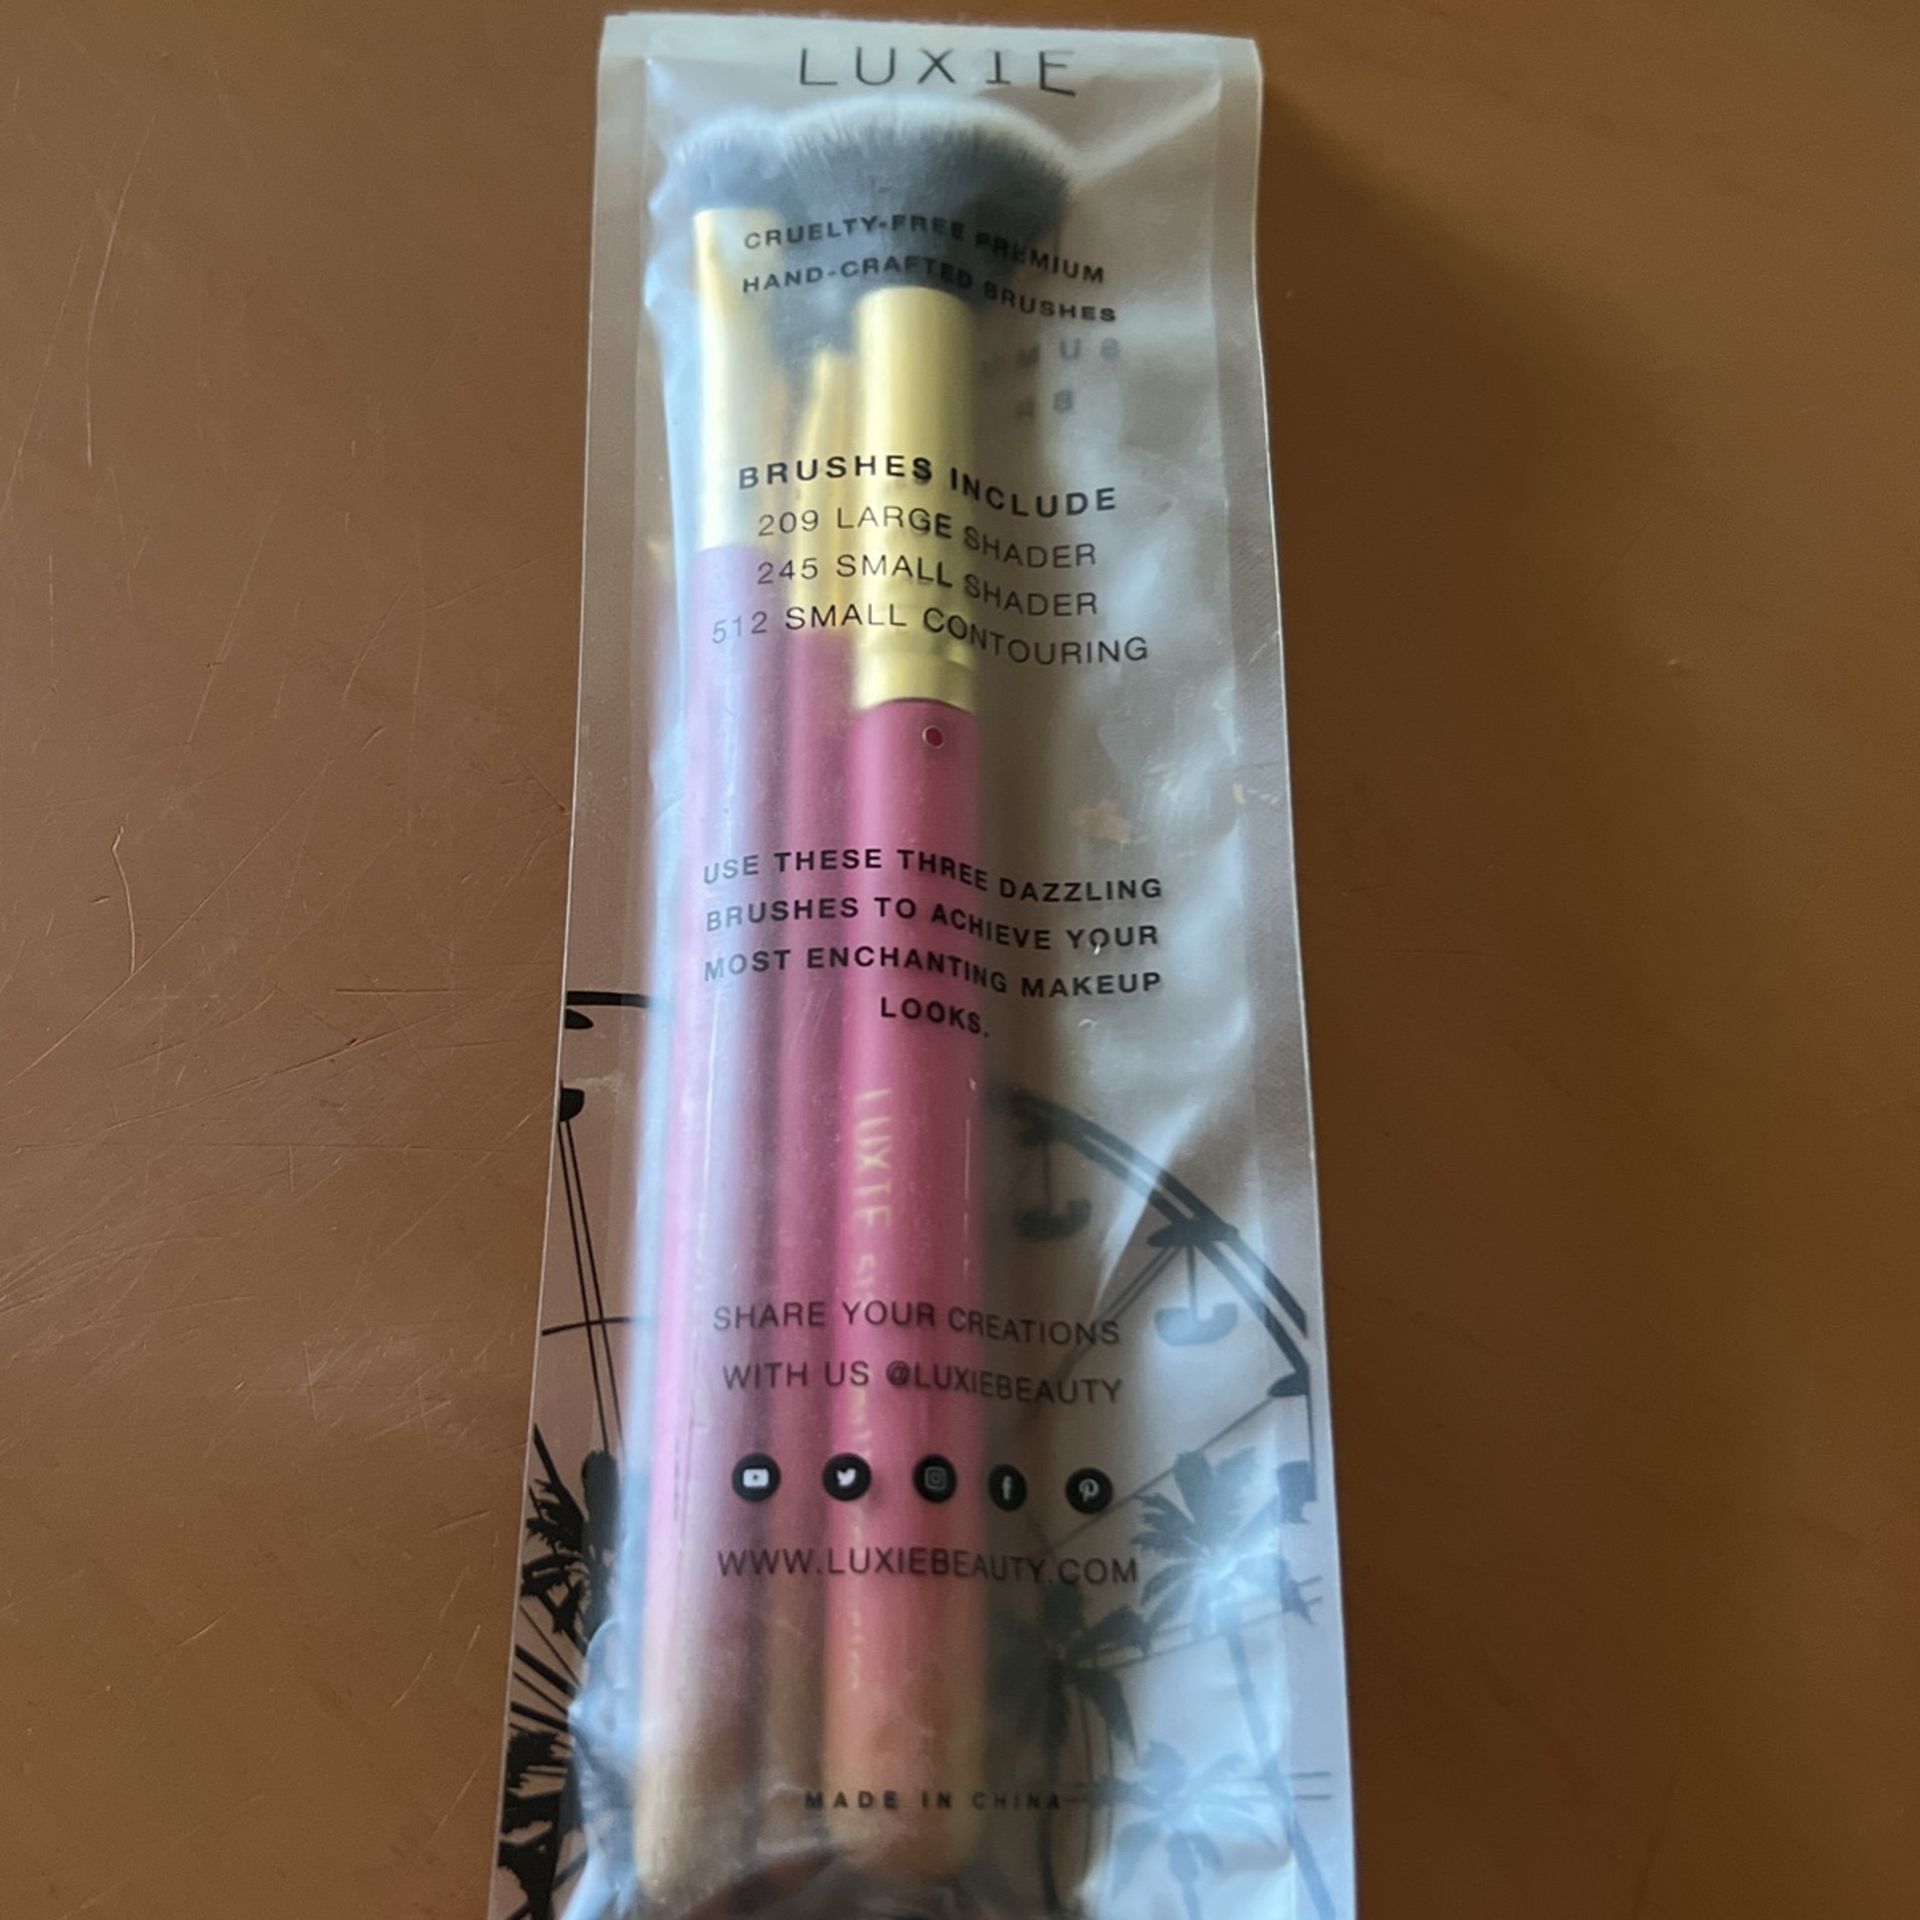 LUXIE
CRUELTY-FREE PREMIUM
HAND-CRAFTED BRUSHES
BRUSHES INCLUDE
209 LARGE SHADER
245 SMALL SHADER
512 SMALL CONTOURING
USE THESE THREE DAZZLING
BRUSHES TO ACHIEVE YOUR
MOST ENCHANTING MAKEUP
LOOKS.
LUXIE
SHARE YOUR CREATIONS
WITH US @LUXIEBEAUTY
WWW.LUXIEBEAUTY.COM
MADE IN CHINA